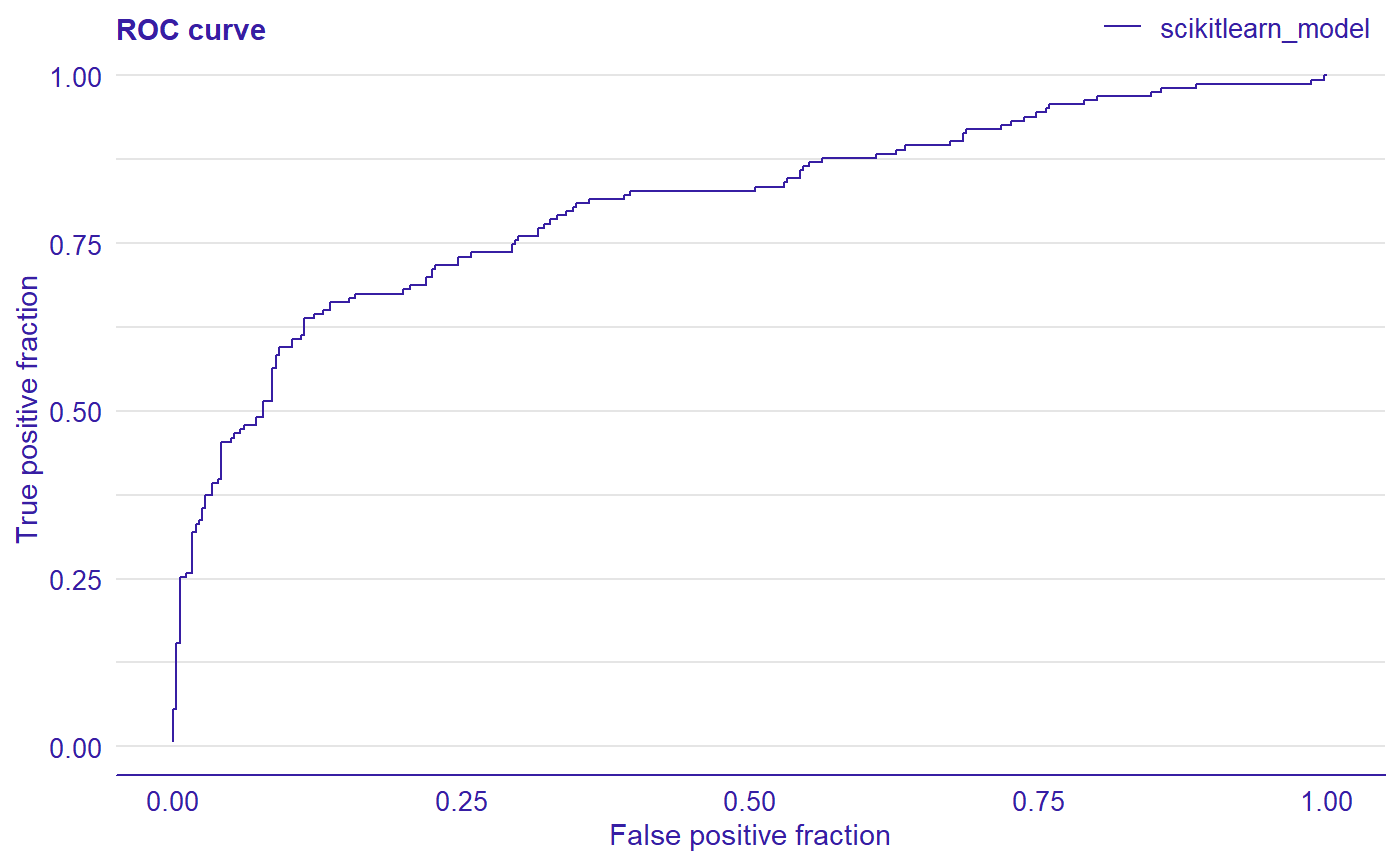 ROC curve
scikitlearn_model
1.00
0.75
0.50
0.25
0.00
True positive fraction
0.00 0.25 0.50 0.75 1.00
False positive fraction